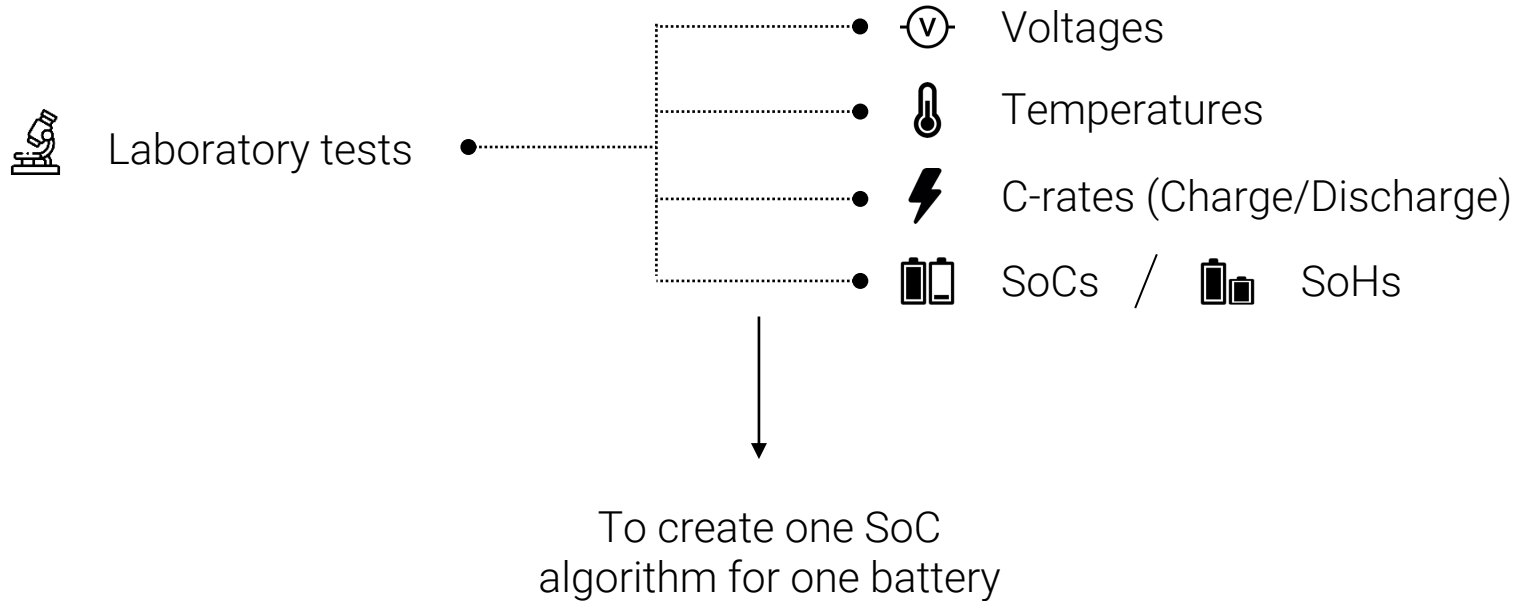 V
Voltages
Temperatures
Laboratory tests
C-rates (Charge/Discharge)
SoCs / SoHs
To create one SoC
algorithm for one battery